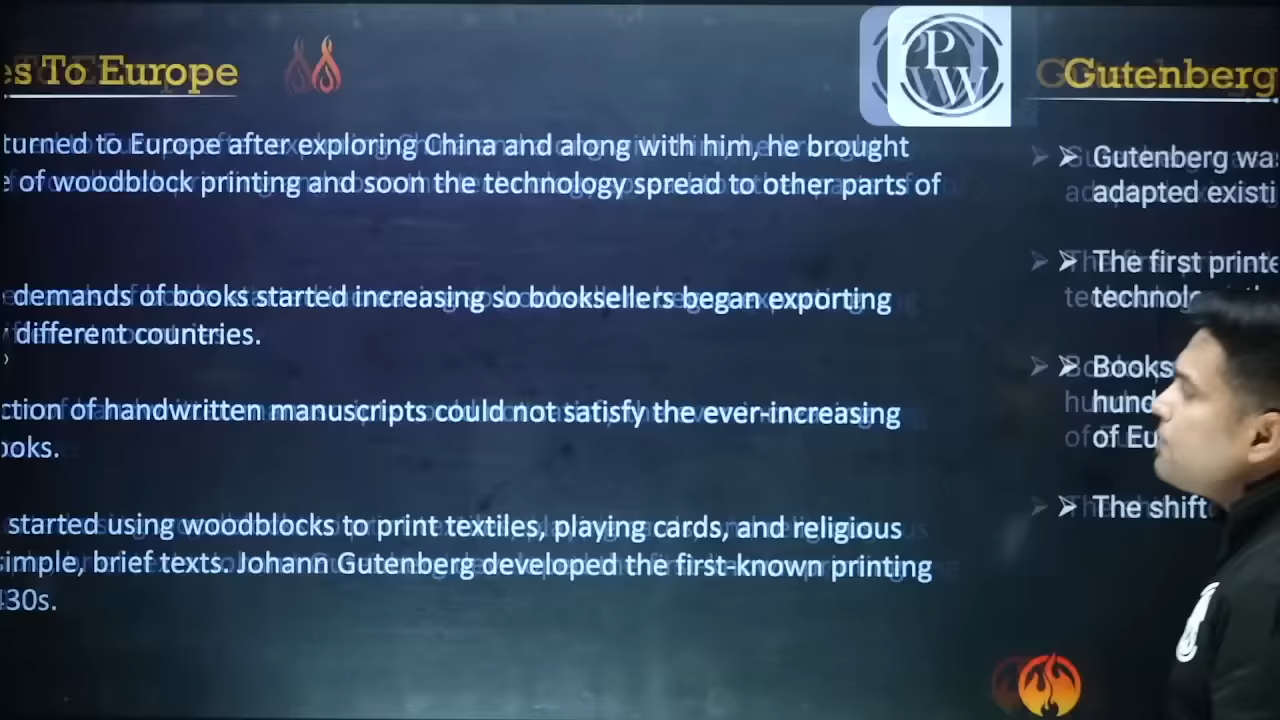 es To Europe
turned to Europe after exploring China and along with him, he brought
of woodblock printing and soon the technology spread to other parts of
demands of books started increasing so booksellers began exporting
different countries.
ction of handwritten manuscripts could not satisfy the ever-increasing
ooks.
started using woodblocks to print textiles, playing cards, and religious
simple, brief texts. Johann Gutenberg developed the first-known printing
430s.
PW
Gutenberg
➢ Gutenberg wa
adapted existi
➢ The first printe
technolo
➢ Books
hund
of Eu
➢ The shift